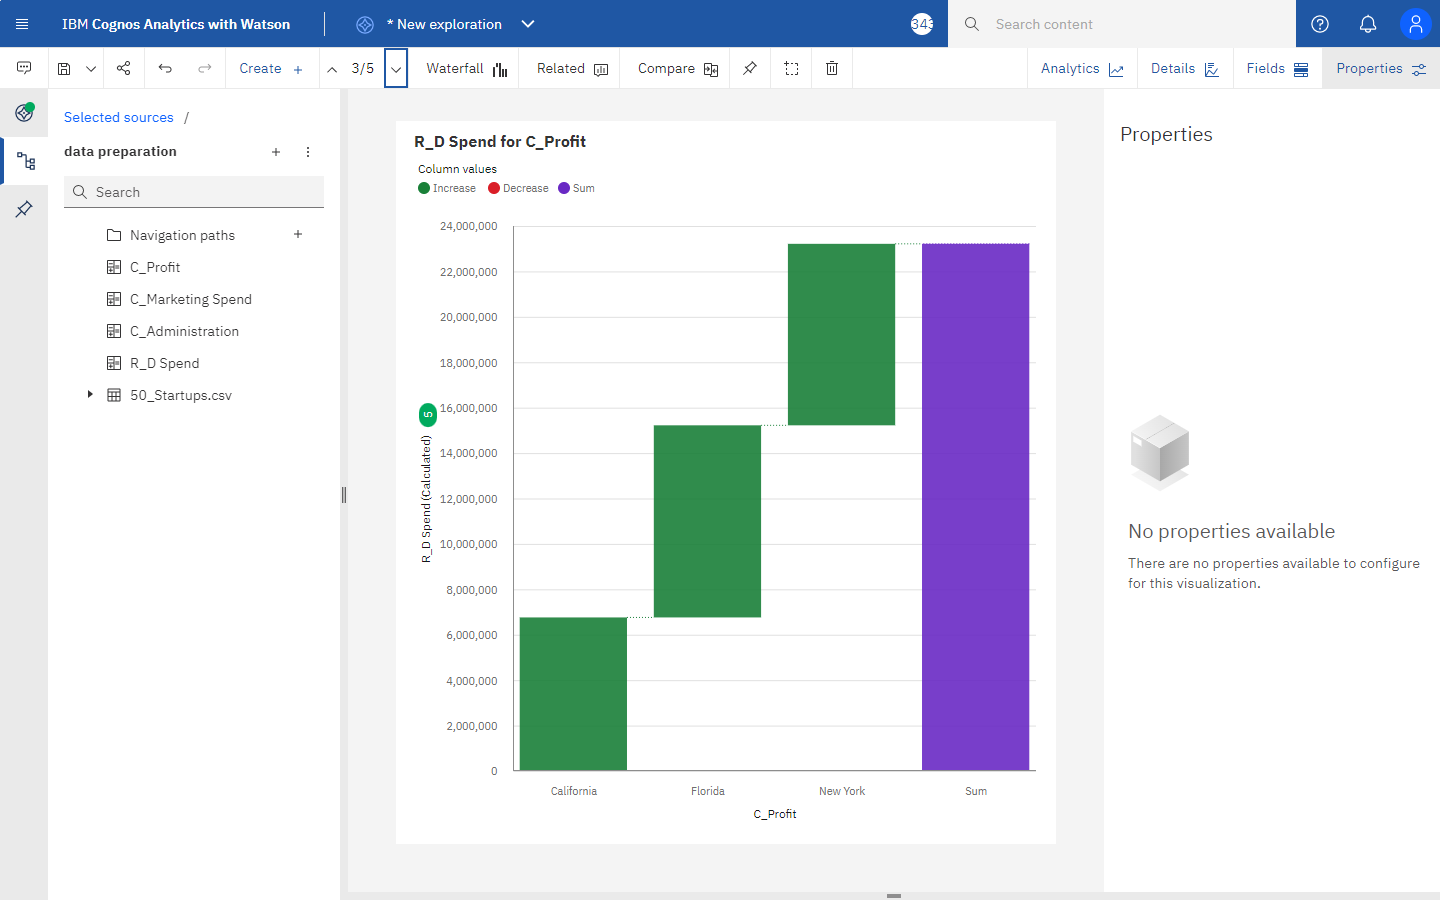 IBM Cognos Analytics with Watson
* New exploration
343
Search content
Create
3/5
Waterfall
Related
Compare
Analytics
Details
Fields
Properties
Selected sources /
data preparation
Search
Navigation paths
C_Profit
C_Marketing Spend
C_Administration
R_D Spend
50_Startups.csv
R_D Spend for C_Profit
Column values
Increase
Decrease
Sum
24,000,000
22,000,000
20,000,000
18,000,000
16,000,000
14,000,000
12,000,000
10,000,000
8,000,000
6,000,000
4,000,000
2,000,000
0
5
R_D Spend (Calculated)
California
Florida
New York
Sum
C_Profit
Properties
No properties available
There are no properties available to configure
for this visualization.